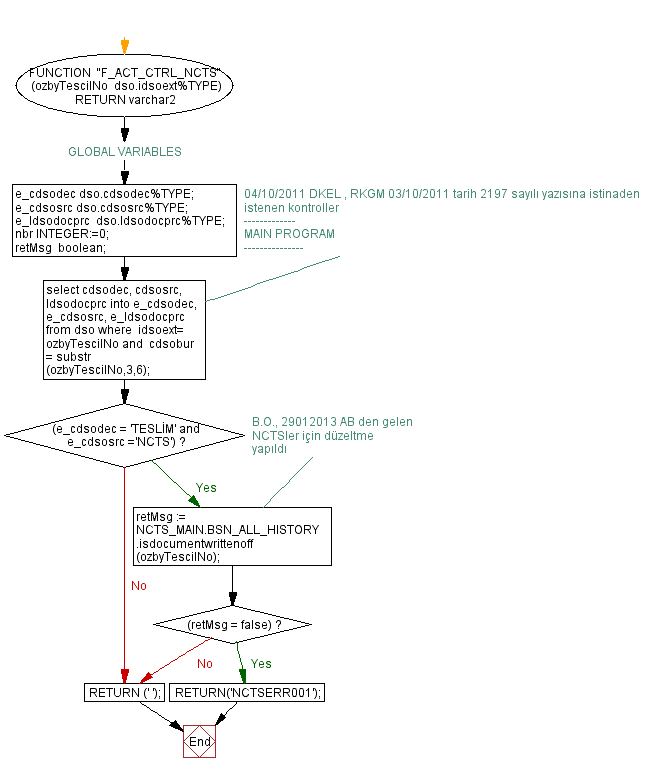 FUNCTION "F_ACT_CTRL_NCTS"
(ozbyTescilNo dso.idsoext%TYPE)
RETURN varchar2
GLOBAL VARIABLES
e_cdsodec dso.cdsodec%TYPE;
e_cdsosrc dso.cdsosrc%TYPE;
e_ldsodocprc dso.ldsodocprc%TYPE;
nbr INTEGER:=0;
retMsg boolean;
04/10/2011 DKEL , RKGM 03/10/2011 tarih 2197 sayılı yazısına istinaden
istenen kontroller
-------------
MAIN PROGRAM
---------------
select cdsodec, cdsosrc,
ldsodocprc into e_cdsodec,
e_cdsosrc, e_ldsodocprc
from dso where idsoext=
ozbyTescilNo and cdsobur
= substr
(ozbyTescilNo,3,6);
(e_cdsodec = 'TESLİM' and
e_cdsosrc ='NCTS') ?
B.O., 29012013 AB den gelen
NCTSler için düzeltme
yapıldı
Yes
retMsg :=
NCTS_MAIN.BSN_ALL_HISTORY
.isdocumentwrittenoff
(ozbyTescilNo);
No
(retMsg = false) ?
No
Yes
RETURN (' ');
RETURN('NCTSERR001');
End